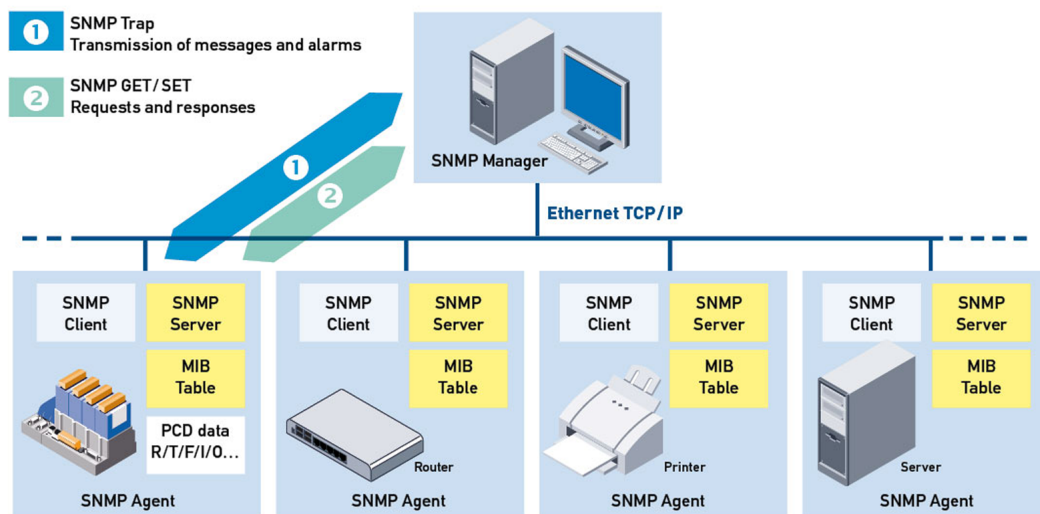 1
SNMP Trap
Transmission of messages and alarms
2
SNMP GET/SET
Requests and responses
1
2
SNMP Manager
Ethernet TCP/IP
SNMP
Client
SNMP
Server
MIB
Table
PCD data
R/T/F/I/O...
SNMP Agent
SNMP
Client
SNMP
Server
MIB
Table
Router
SNMP Agent
SNMP
Client
SNMP
Server
MIB
Table
Printer
SNMP Agent
SNMP
Client
SNMP
Server
MIB
Table
Server
SNMP Agent